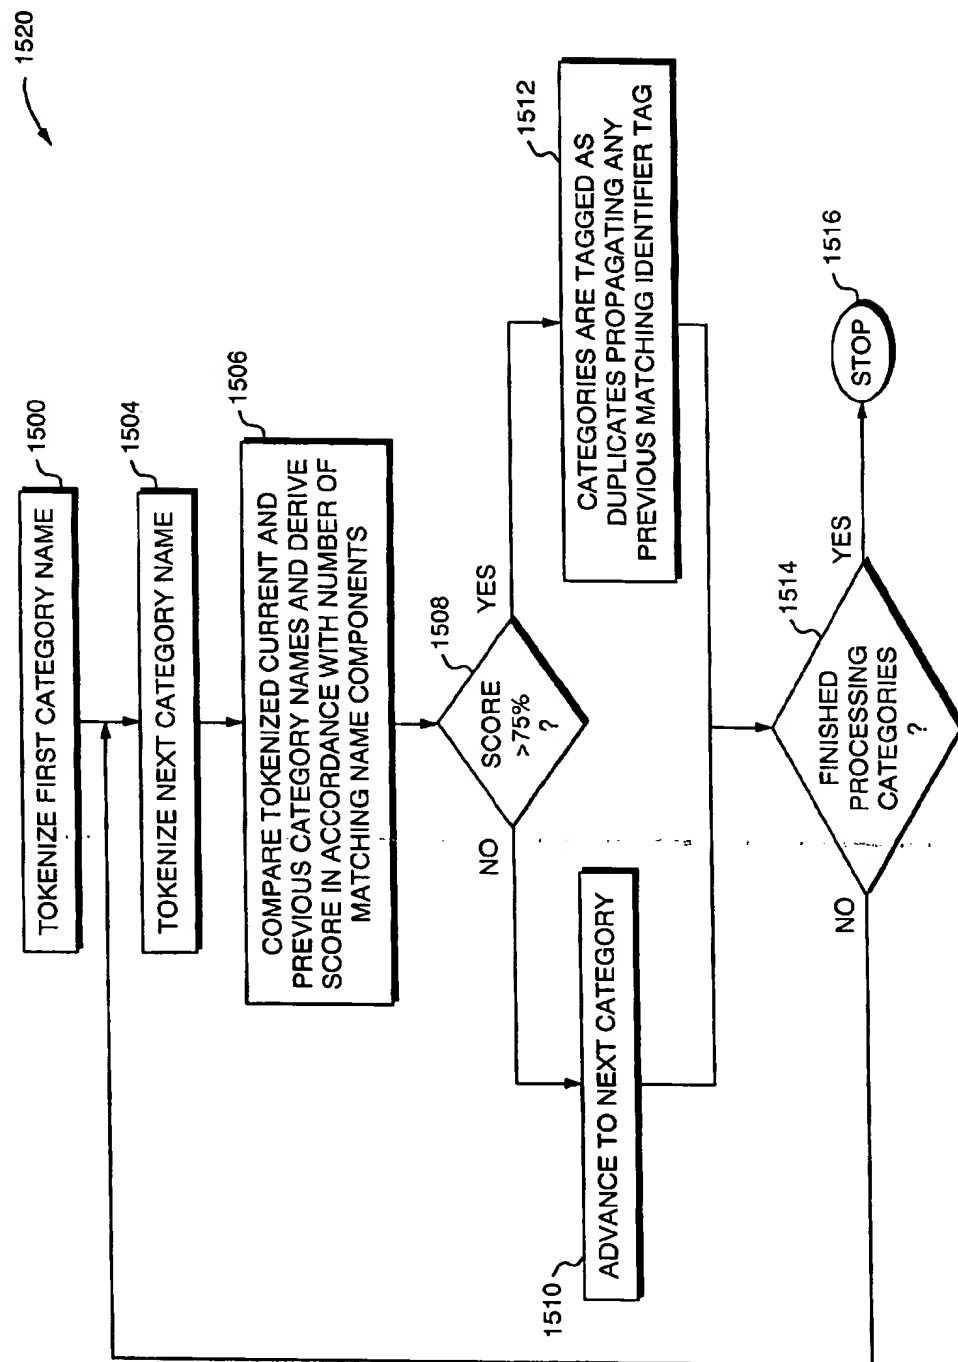 1520
1500
TOKENIZE FIRST CATEGORY NAME
1504
TOKENIZE NEXT CATEGORY NAME
1506
COMPARE TOKENIZED CURRENT AND
PREVIOUS CATEGORY NAMES AND DERIVE
SCORE IN ACCORDANCE WITH NUMBER OF
MATCHING NAME COMPONENTS
1508
SCORE
>75%
?
NO
YES
1510
ADVANCE TO NEXT CATEGORY
1512
CATEGORIES ARE TAGGED AS
DUPLICATES PROPAGATING ANY
PREVIOUS MATCHING IDENTIFIER TAG
1514
FINISHED
PROCESSING
CATEGORIES
?
NO
YES
1516
STOP